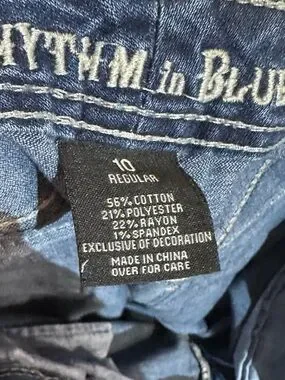 HYTHM in BLUE
10
REGULAR
56% COTTON
21% POLYESTER
22% RAYON
1% SPANDEX
EXCLUSIVE OF DECORATION
MADE IN CHINA
OVER FOR CARE